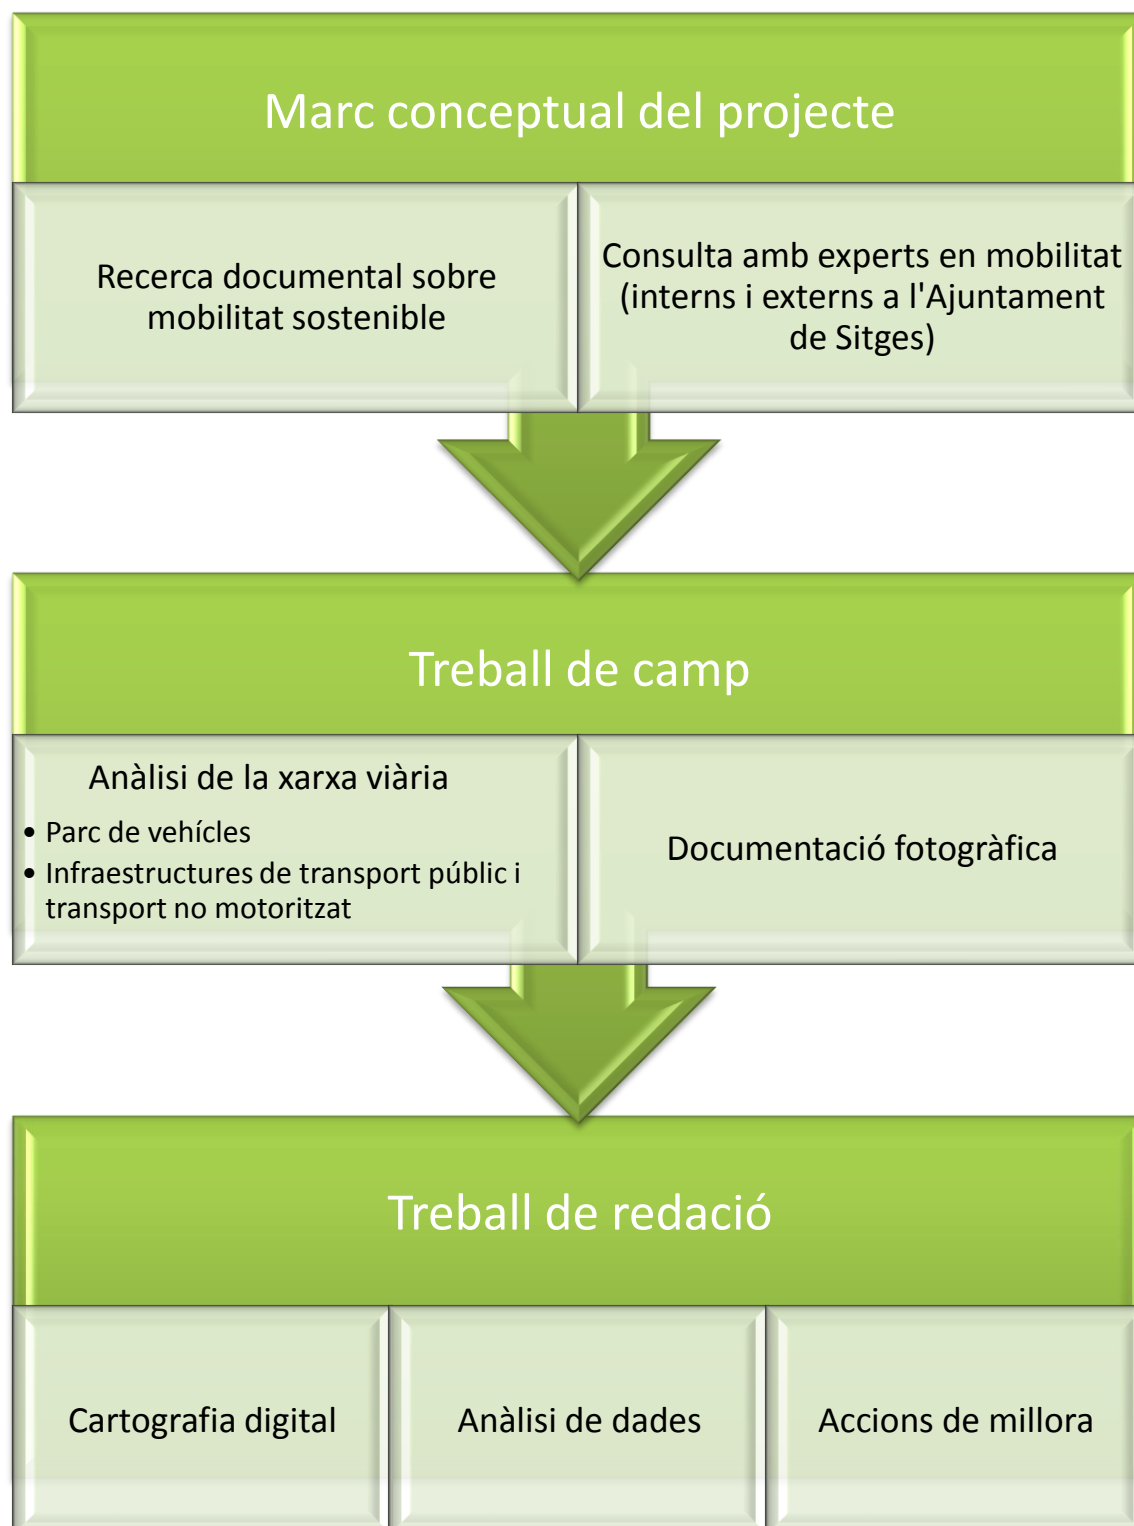 Marc conceptual del projecte
Recerca documental sobre
mobilitat sostenible
Consulta amb experts en mobilitat
(interns i externs a l'Ajuntament
de Sitges)
Treball de camp
Anàlisi de la xarxa viària
• Parc de vehícles
• Infraestructures de transport públic i
transport no motoritzat
Documentació fotogràfica
Treball de redació
Cartografia digital
Anàlisi de dades
Accions de millora